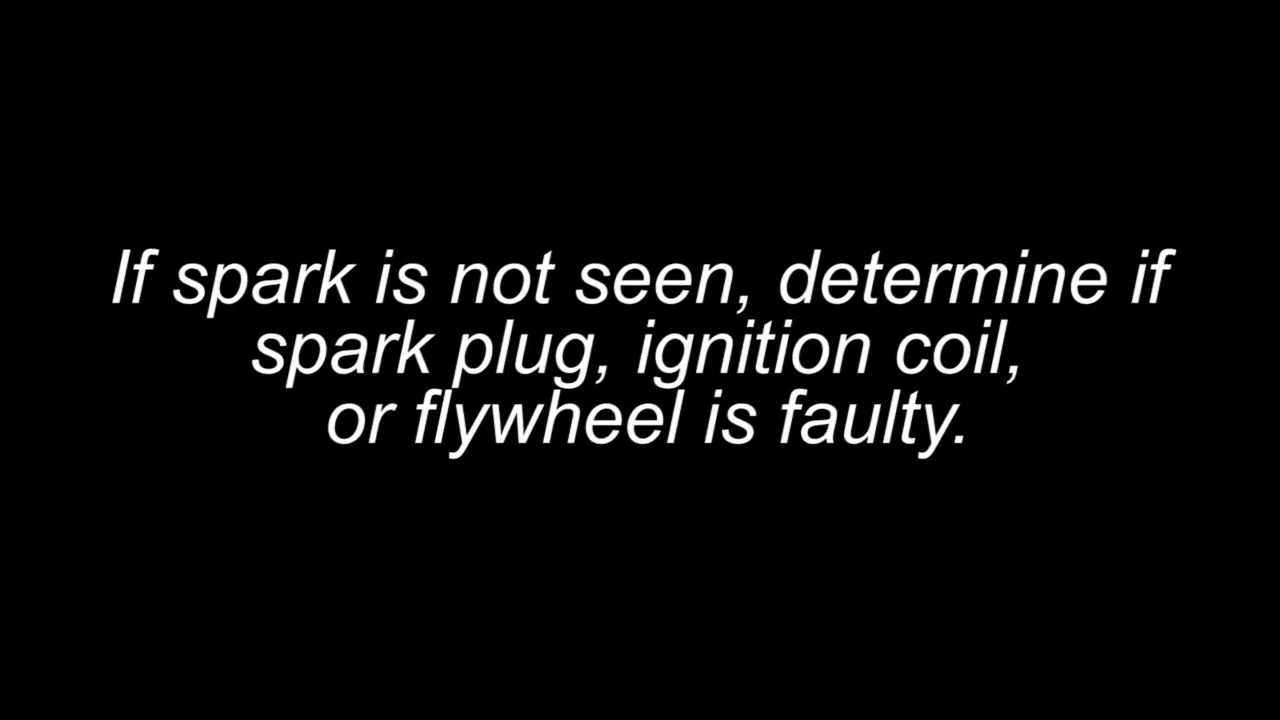 If spark is not seen, determine if
spark plug, ignition coil,
or flywheel is faulty.